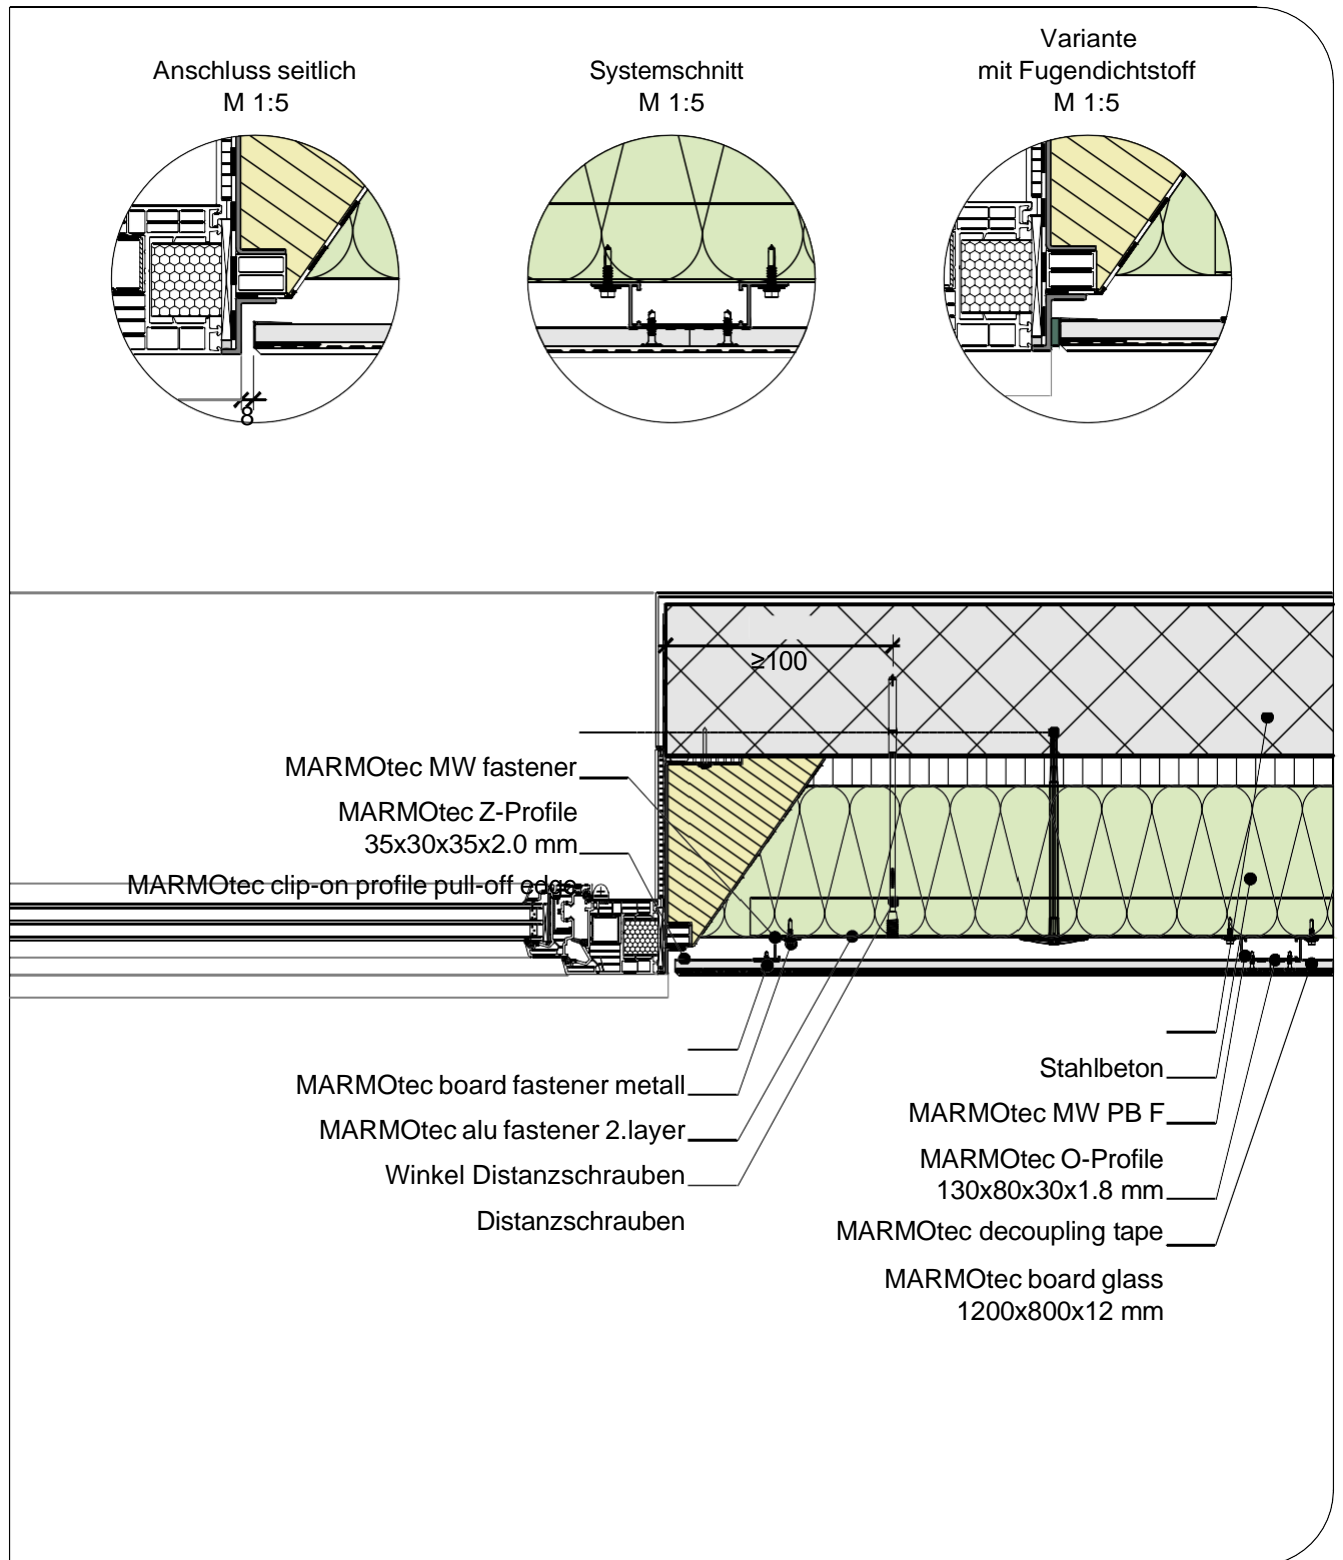 Anschluss seitlich
M 1:5
Systemschnitt
M 1:5
Variante
mit Fugendichtstoff
M 1:5
8
≥100
MARMOtec MW fastener
MARMOtec Z-Profile
35x30x35x2.0 mm
MARMOtec clip-on profile pull-off edge
MARMOtec board fastener metall
MARMOtec alu fastener 2.layer
Winkel Distanzschrauben
Distanzschrauben
Stahlbeton
MARMOtec MW PB F
MARMOtec O-Profile
130x80x30x1.8 mm
MARMOtec decoupling tape
MARMOtec board glass
1200x800x12 mm